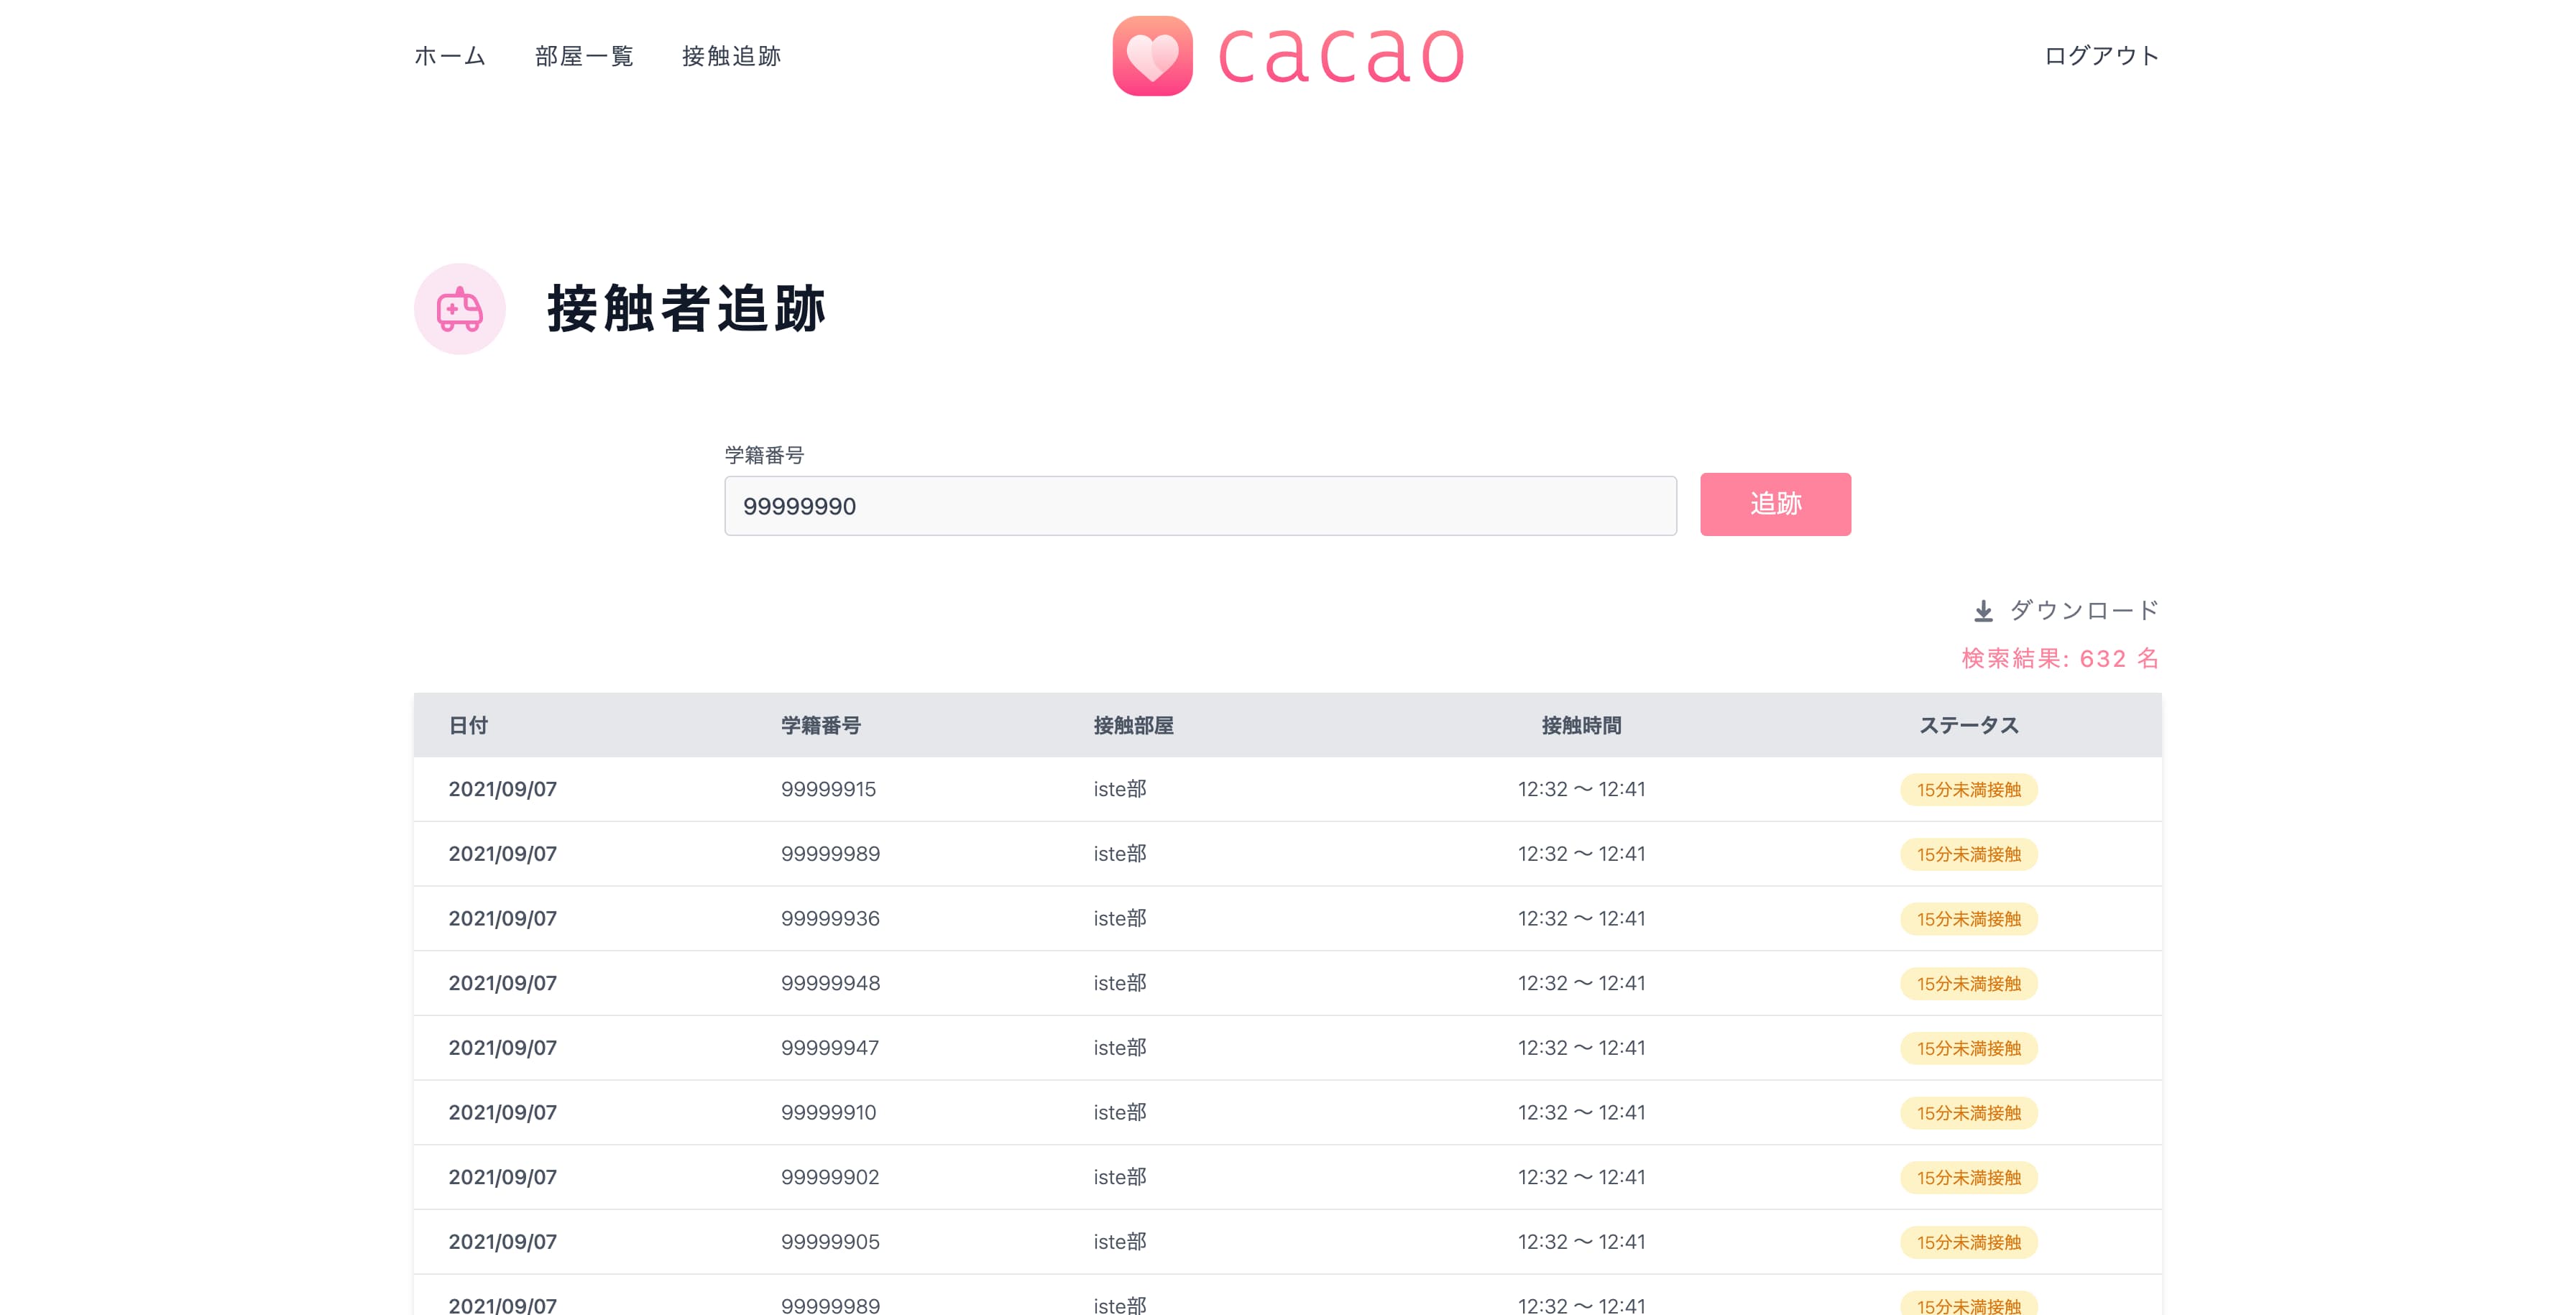 ホーム 部屋一覧 接触追跡 cacao ログアウト
接触者追跡
学籍番号
99999990 追跡
ダウンロード
検索結果: 632 名
日付 学籍番号 接触部屋 接触時間 ステータス
2021/09/07 99999915 iste部 12:32 〜 12:41 15分未満接触
2021/09/07 99999989 iste部 12:32 〜 12:41 15分未満接触
2021/09/07 99999936 iste部 12:32 〜 12:41 15分未満接触
2021/09/07 99999948 iste部 12:32 〜 12:41 15分未満接触
2021/09/07 99999947 iste部 12:32 〜 12:41 15分未満接触
2021/09/07 99999910 iste部 12:32 〜 12:41 15分未満接触
2021/09/07 99999902 iste部 12:32 〜 12:41 15分未満接触
2021/09/07 99999905 iste部 12:32 〜 12:41 15分未満接触
2021/09/07 99999989 iste部 12:32 〜 12:41 15分未満接触